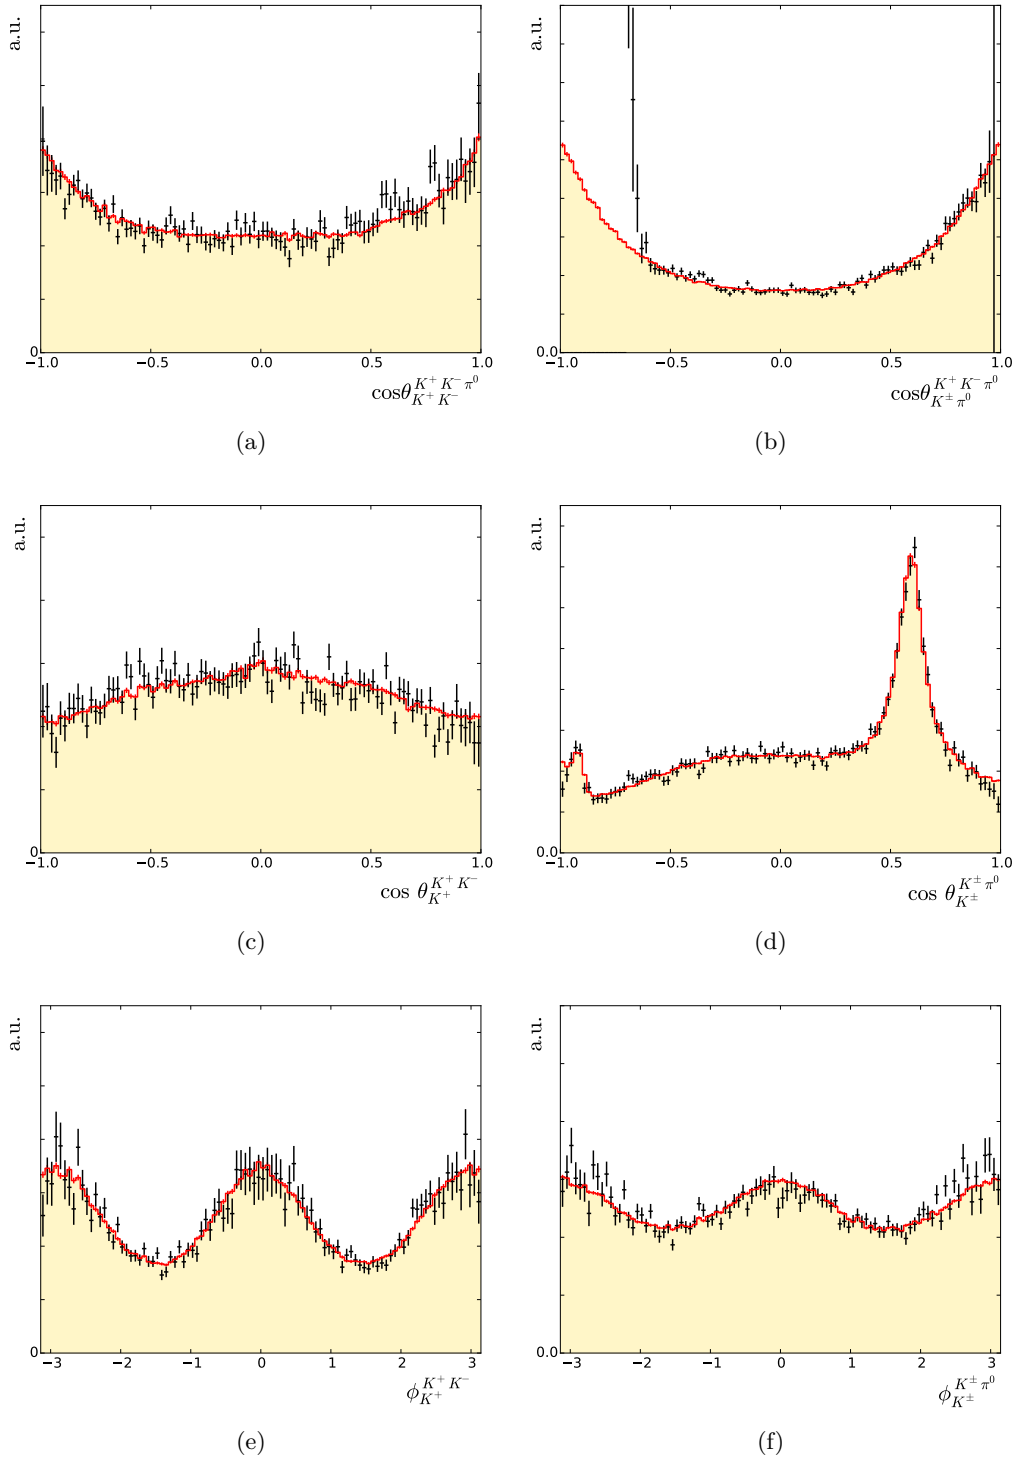 a.u.
0
−1.0 −0.5 0.0 0.5 1.0
cosθ^{K⁺ K⁻ π⁰}_{K⁺ K⁻}
(a)
a.u.
0.0
−1.0 −0.5 0.0 0.5 1.0
cosθ^{K⁺ K⁻ π⁰}_{K^± π⁰}
(b)
a.u.
0
−1.0 −0.5 0.0 0.5 1.0
cos θ^{K⁺ K⁻}_{K⁺}
(c)
a.u.
0.0
−1.0 −0.5 0.0 0.5 1.0
cos θ^{K^± π⁰}_{K^±}
(d)
a.u.
0
−3 −2 −1 0 1 2 3
ϕ^{K⁺ K⁻}_{K⁺}
(e)
a.u.
0.0
−3 −2 −1 0 1 2 3
ϕ^{K^± π⁰}_{K^±}
(f)